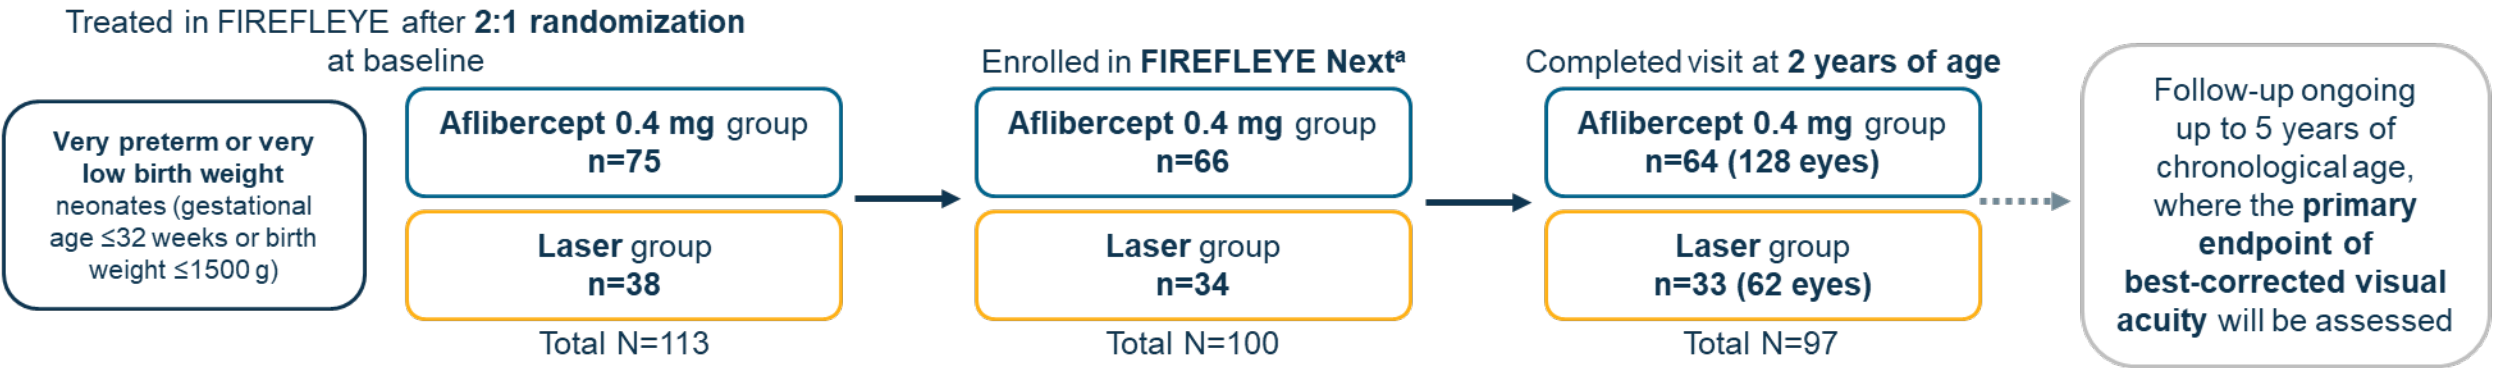 Treated in FIREFLEYE after 2:1 randomization
at baseline
Very preterm or very
low birth weight
neonates (gestational
age ≤32 weeks or birth
weight ≤1500 g)
Aflibercept 0.4 mg group
n=75
Laser group
n=38
Total N=113
Enrolled in FIREFLEYE Nextᵃ
Aflibercept 0.4 mg group
n=66
Laser group
n=34
Total N=100
Completed visit at 2 years of age
Aflibercept 0.4 mg group
n=64 (128 eyes)
Laser group
n=33 (62 eyes)
Total N=97
Follow-up ongoing
up to 5 years of
chronological age,
where the primary
endpoint of
best-corrected visual
acuity will be assessed